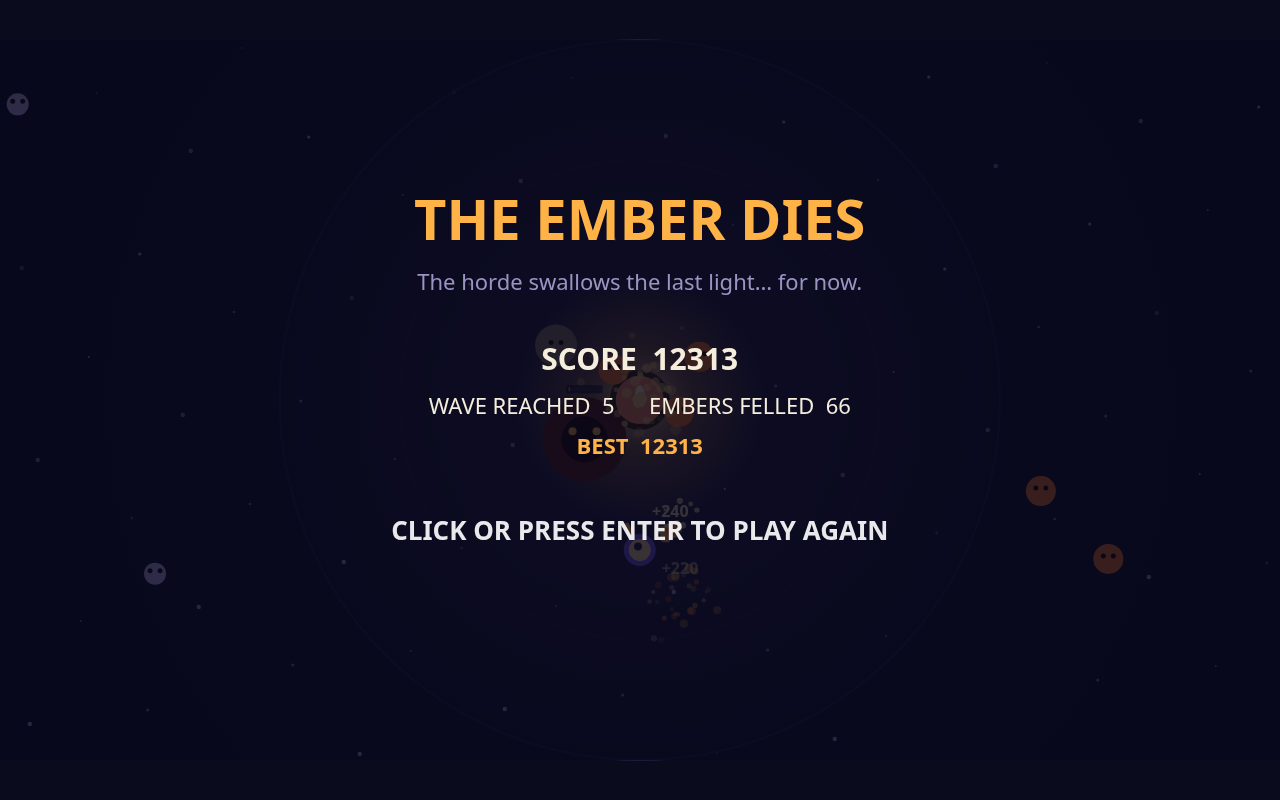 THE EMBER DIES
The horde swallows the last light... for now.
SCORE 12313
WAVE REACHED 5 EMBERS FELLED 66
BEST 12313
+240
CLICK OR PRESS ENTER TO PLAY AGAIN
+220